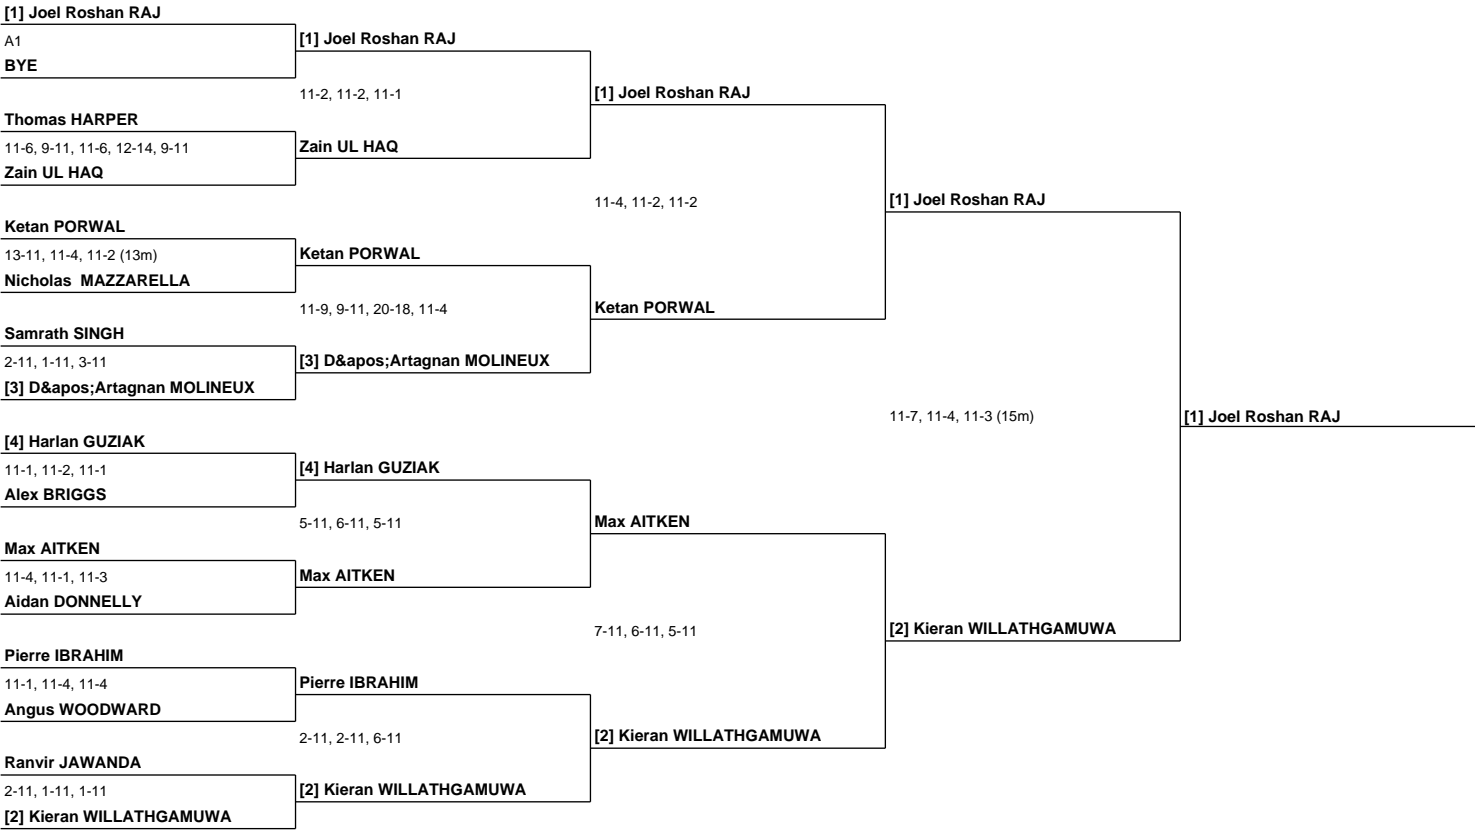 [1] Joel Roshan RAJ
A1
BYE
Thomas HARPER
11-6, 9-11, 11-6, 12-14, 9-11
Zain UL HAQ
Ketan PORWAL
13-11, 11-4, 11-2 (13m)
Nicholas  MAZZARELLA
Samrath SINGH
2-11, 1-11, 3-11
[3] D&apos;Artagnan MOLINEUX
[4] Harlan GUZIAK
11-1, 11-2, 11-1
Alex BRIGGS
Max AITKEN
11-4, 11-1, 11-3
Aidan DONNELLY
Pierre IBRAHIM
11-1, 11-4, 11-4
Angus WOODWARD
Ranvir JAWANDA
2-11, 1-11, 1-11
[2] Kieran WILLATHGAMUWA
[1] Joel Roshan RAJ
11-2, 11-2, 11-1
Zain UL HAQ
Ketan PORWAL
11-9, 9-11, 20-18, 11-4
[3] D&apos;Artagnan MOLINEUX
[4] Harlan GUZIAK
5-11, 6-11, 5-11
Max AITKEN
Pierre IBRAHIM
2-11, 2-11, 6-11
[2] Kieran WILLATHGAMUWA
[1] Joel Roshan RAJ
11-4, 11-2, 11-2
Ketan PORWAL
Max AITKEN
7-11, 6-11, 5-11
[2] Kieran WILLATHGAMUWA
[1] Joel Roshan RAJ
11-7, 11-4, 11-3 (15m)
[2] Kieran WILLATHGAMUWA
[1] Joel Roshan RAJ